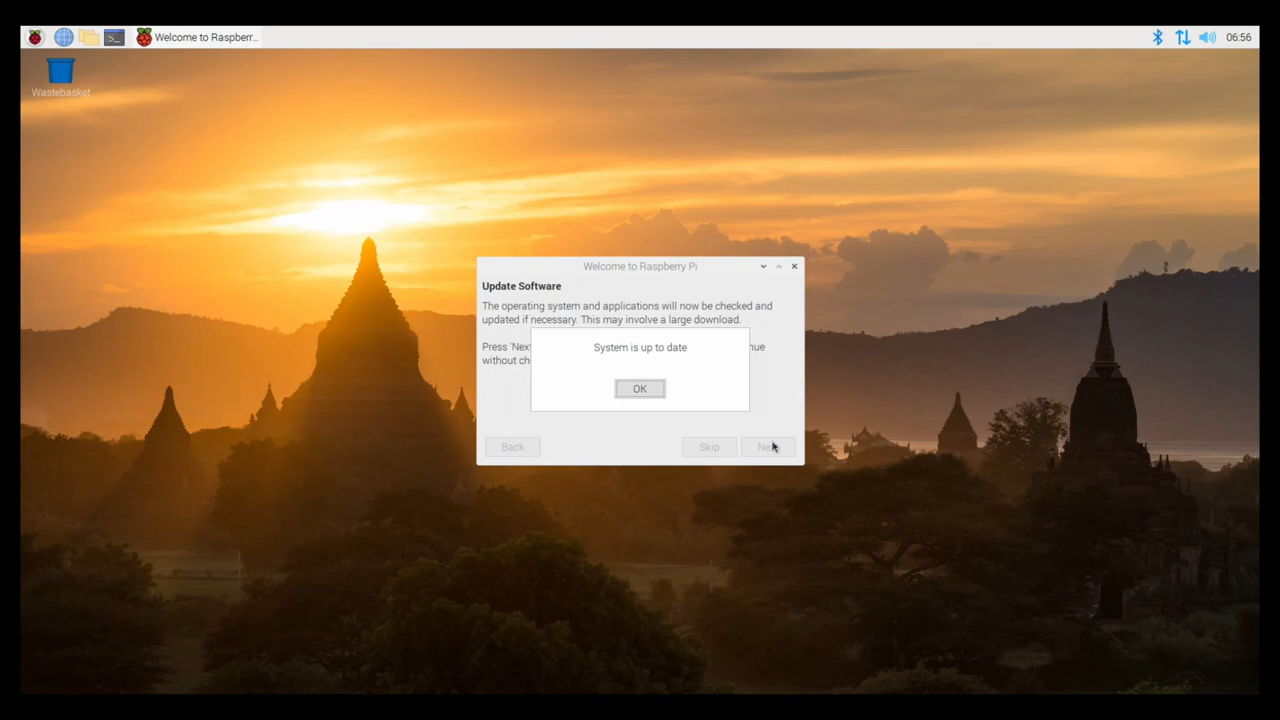 Welcome to Raspberr...
06:56
Wastebasket
Welcome to Raspberry Pi
Update Software
The operating system and applications will now be checked and
updated if necessary. This may involve a large download.
Press 'Next
nue
without ch
System is up to date
OK
Back
Skip